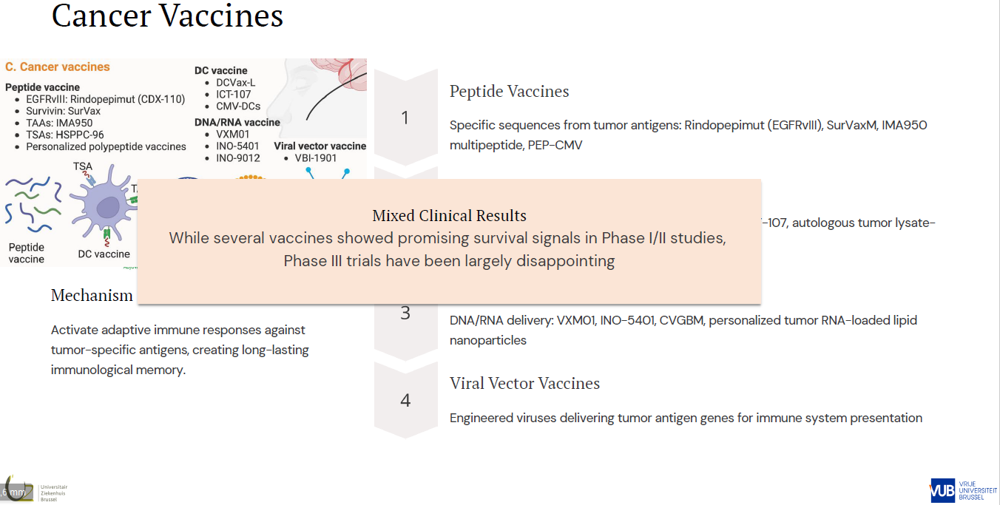 Cancer Vaccines
C. Cancer vaccines
Peptide vaccine
• EGFRvIII: Rindopepimut (CDX-110)
• Survivin: SurVax
• TAAs: IMA950
• TSAs: HSPPC-96
• Personalized polypeptide vaccines
DC vaccine
• DCVax-L
• ICT-107
• CMV-DCs
DNA/RNA vaccine
• VXM01
• INO-5401
• INO-9012
Viral vector vaccine
• VBI-1901
TSA
Peptide
vaccine
DC vaccine
Mechanism
Activate adaptive immune responses against
tumor-specific antigens, creating long-lasting
immunological memory.
1
Peptide Vaccines
Specific sequences from tumor antigens: Rindopepimut (EGFRvIII), SurVaxM, IMA950
multipeptide, PEP-CMV
-107, autologous tumor lysate-
Mixed Clinical Results
While several vaccines showed promising survival signals in Phase I/II studies,
Phase III trials have been largely disappointing
3
DNA/RNA delivery: VXM01, INO-5401, CVGBM, personalized tumor RNA-loaded lipid
nanoparticles
4
Viral Vector Vaccines
Engineered viruses delivering tumor antigen genes for immune system presentation
Universitair
Ziekenhuis
Brussel
VUB
VRIJE
UNIVERSITEIT
BRUSSEL